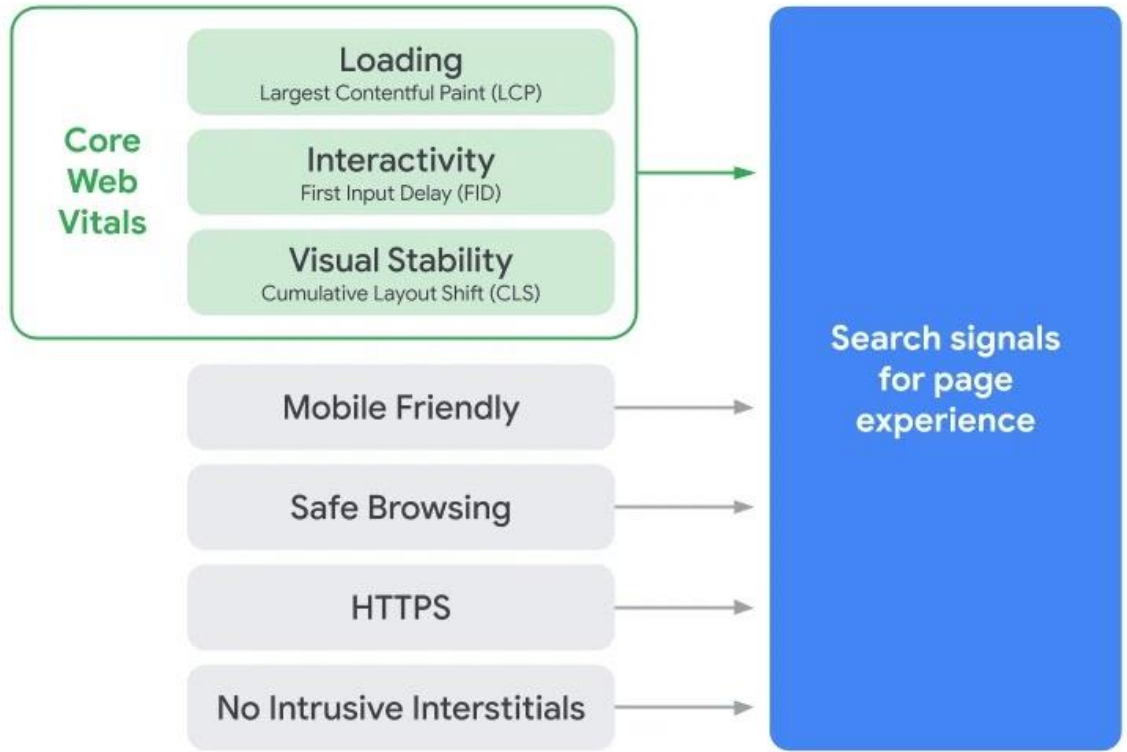 Core
Web
Vitals
Loading
Largest Contentful Paint (LCP)
Interactivity
First Input Delay (FID)
Visual Stability
Cumulative Layout Shift (CLS)
Mobile Friendly
Safe Browsing
HTTPS
No Intrusive Interstitials
Search signals
for page
experience